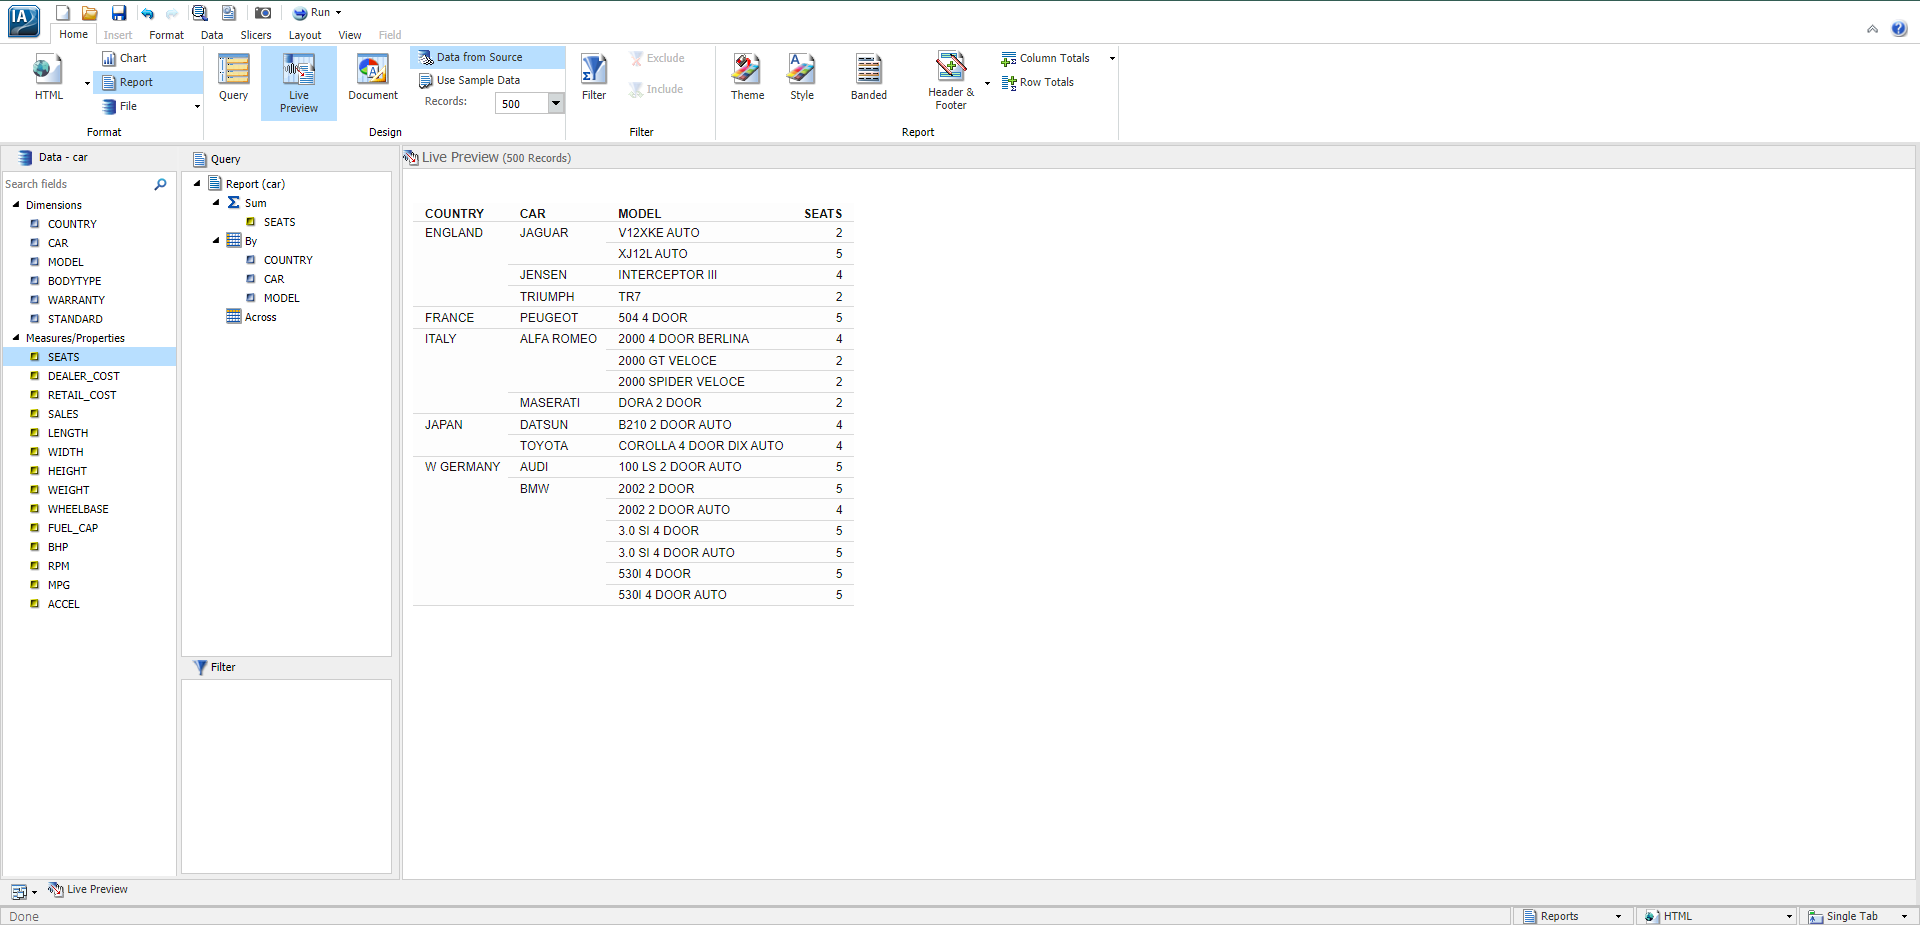 IA Run
Home Insert Format Data Slicers Layout View Field
HTML
Chart
Report
File
Format
Query
Live Preview
Document
Data from Source
Use Sample Data
Records: 500
Design
Filter
Exclude
Include
Filter
Theme
Style
Banded
Header & Footer
Column Totals
Row Totals
Report
Data - car
Search fields
Dimensions
COUNTRY
CAR
MODEL
BODYTYPE
WARRANTY
STANDARD
Measures/Properties
SEATS
DEALER_COST
RETAIL_COST
SALES
LENGTH
WIDTH
HEIGHT
WEIGHT
WHEELBASE
FUEL_CAP
BHP
RPM
MPG
ACCEL
Query
Report (car)
Sum
SEATS
By
COUNTRY
CAR
MODEL
Across
Filter
Live Preview (500 Records)
COUNTRY CAR MODEL SEATS
ENGLAND JAGUAR V12XKE AUTO 2
XJ12L AUTO 5
JENSEN INTERCEPTOR III 4
TRIUMPH TR7 2
FRANCE PEUGEOT 504 4 DOOR 5
ITALY ALFA ROMEO 2000 4 DOOR BERLINA 4
2000 GT VELOCE 2
2000 SPIDER VELOCE 2
MASERATI DORA 2 DOOR 2
JAPAN DATSUN B210 2 DOOR AUTO 4
TOYOTA COROLLA 4 DOOR DIX AUTO 4
W GERMANY AUDI 100 LS 2 DOOR AUTO 5
BMW 2002 2 DOOR 5
2002 2 DOOR AUTO 4
3.0 SI 4 DOOR 5
3.0 SI 4 DOOR AUTO 5
530I 4 DOOR 5
530I 4 DOOR AUTO 5
Live Preview
Done Reports HTML Single Tab